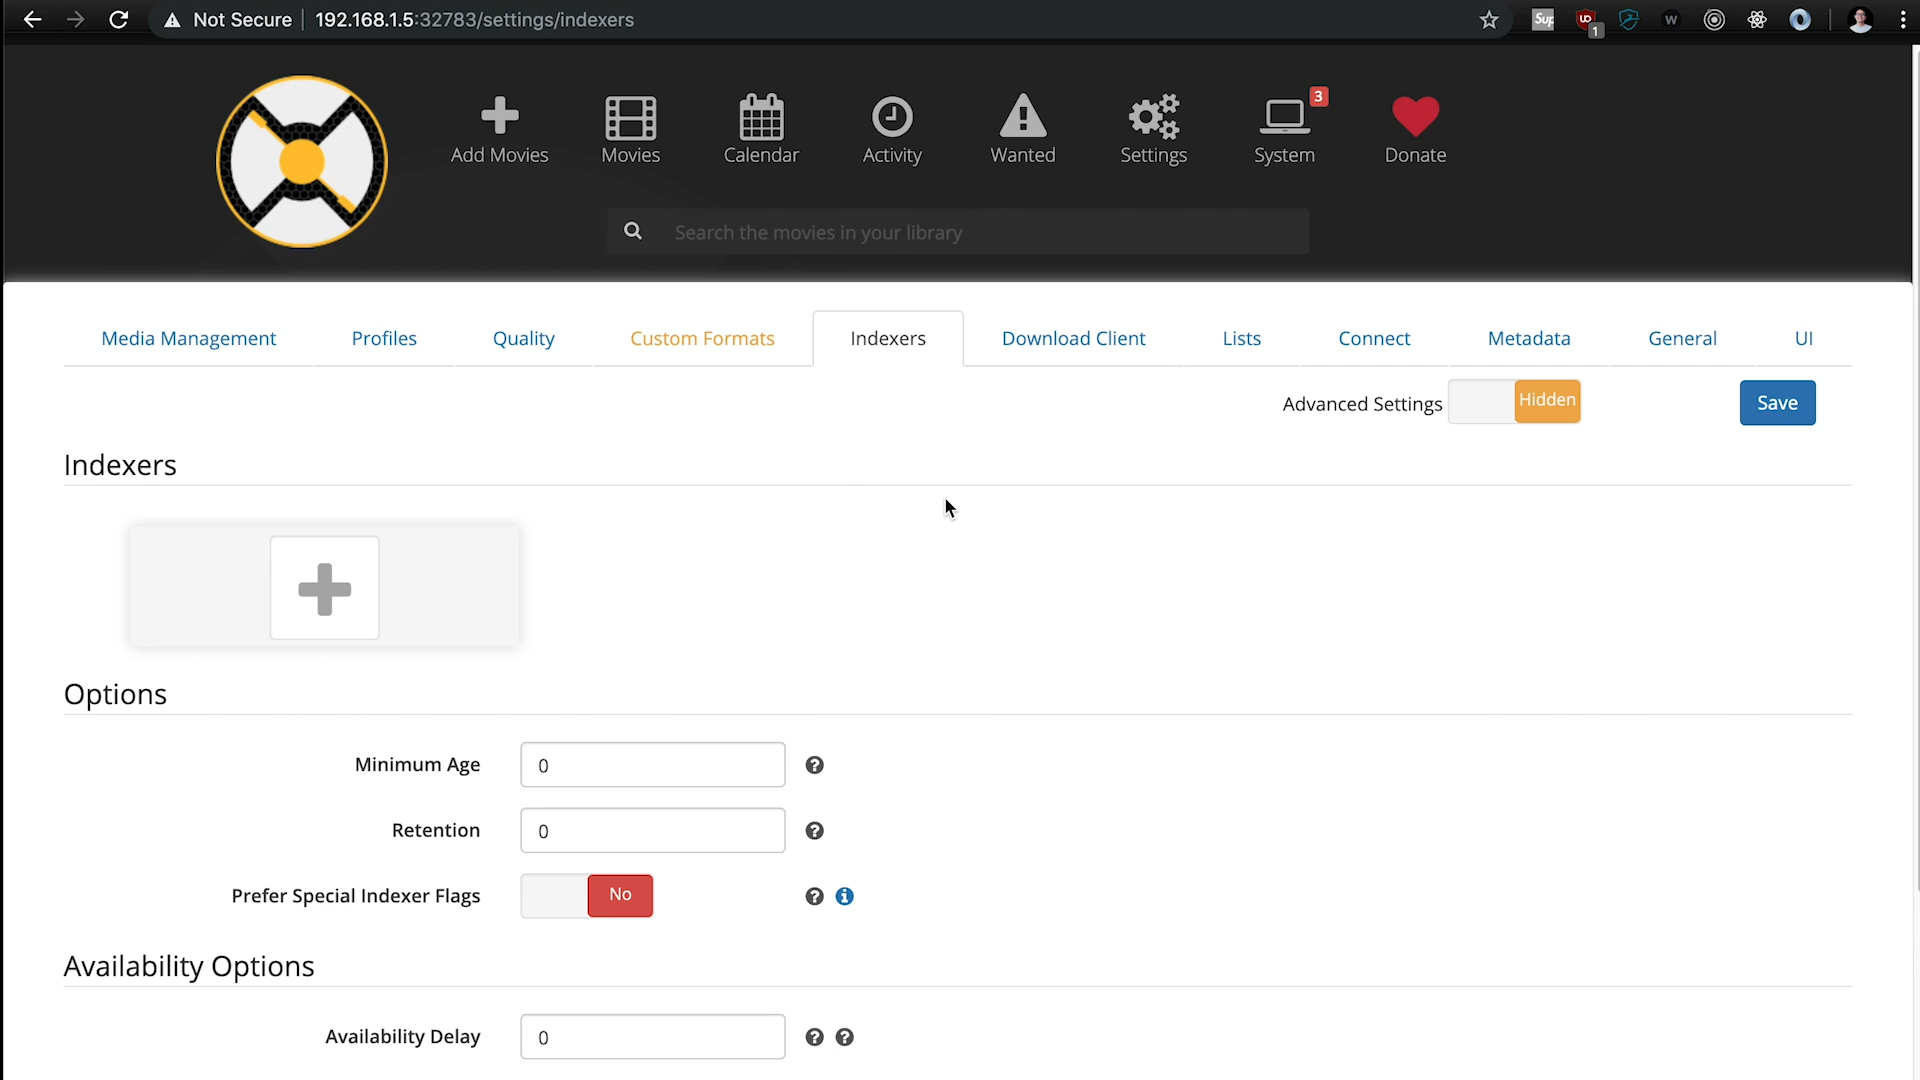 Not Secure 192.168.1.5:32783/settings/indexers
Sup UD 1 W
3
Add Movies Movies Calendar Activity Wanted Settings System Donate
Search the movies in your library
Media Management Profiles Quality Custom Formats Indexers Download Client Lists Connect Metadata General UI
Advanced Settings Hidden Save
Indexers
Options
Minimum Age 0
Retention 0
Prefer Special Indexer Flags No
Availability Options
Availability Delay 0